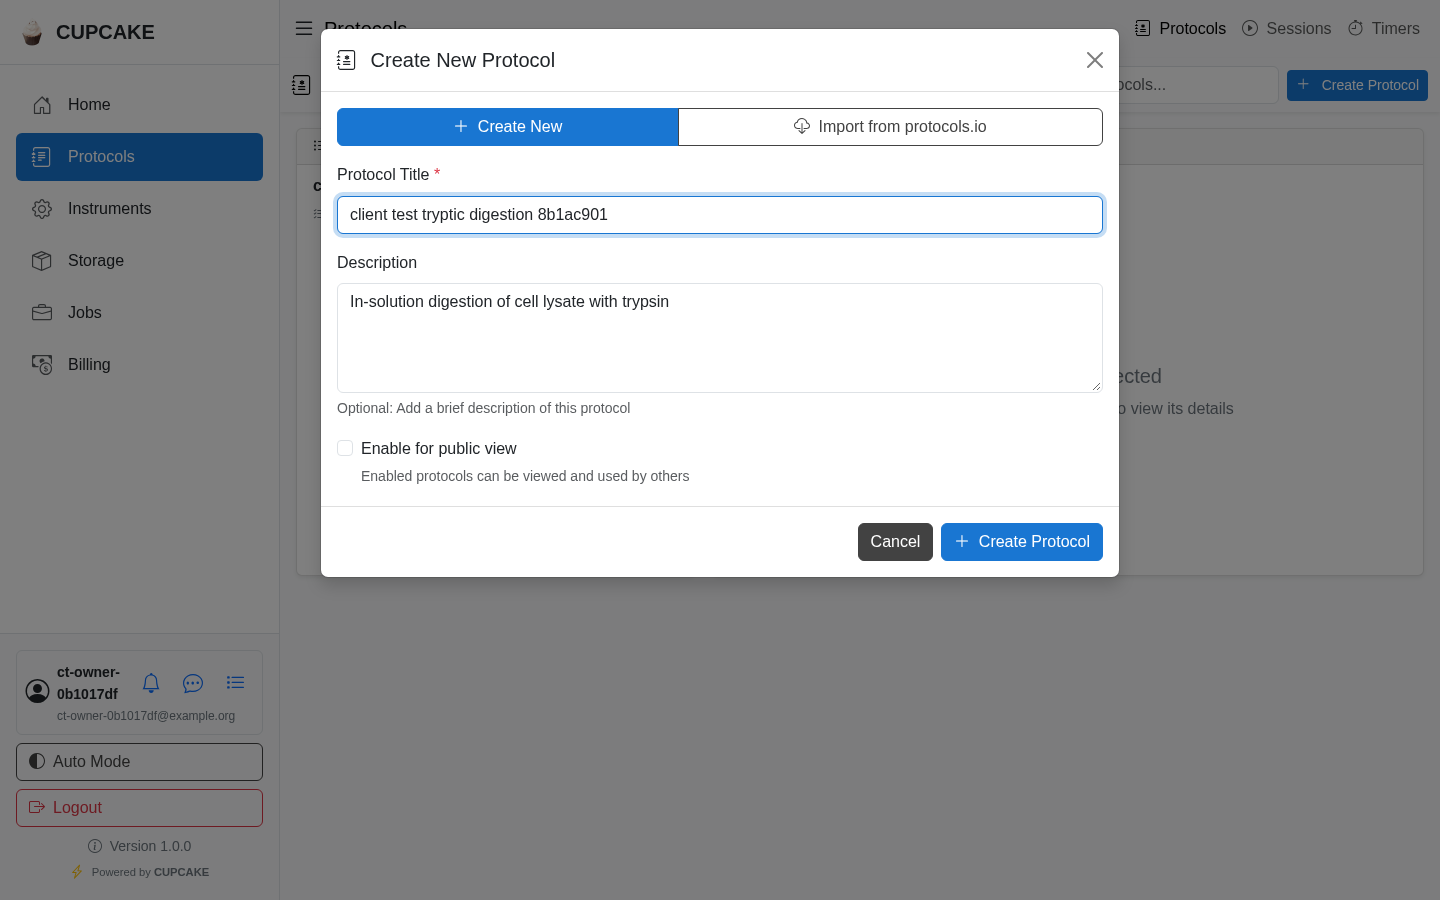 CUPCAKE
Home
Protocols
Instruments
Storage
Jobs
Billing
ct-owner-
0b1017df
ct-owner-0b1017df@example.org
Auto Mode
Logout
Version 1.0.0
Powered by CUPCAKE
Protocols
Protocols
Sessions
Timers
Create Protocol
Create New Protocol
Create New
Import from protocols.io
Protocol Title *
client test tryptic digestion 8b1ac901
Description
In-solution digestion of cell lysate with trypsin
Optional: Add a brief description of this protocol
Enable for public view
Enabled protocols can be viewed and used by others
Cancel
Create Protocol
view its details